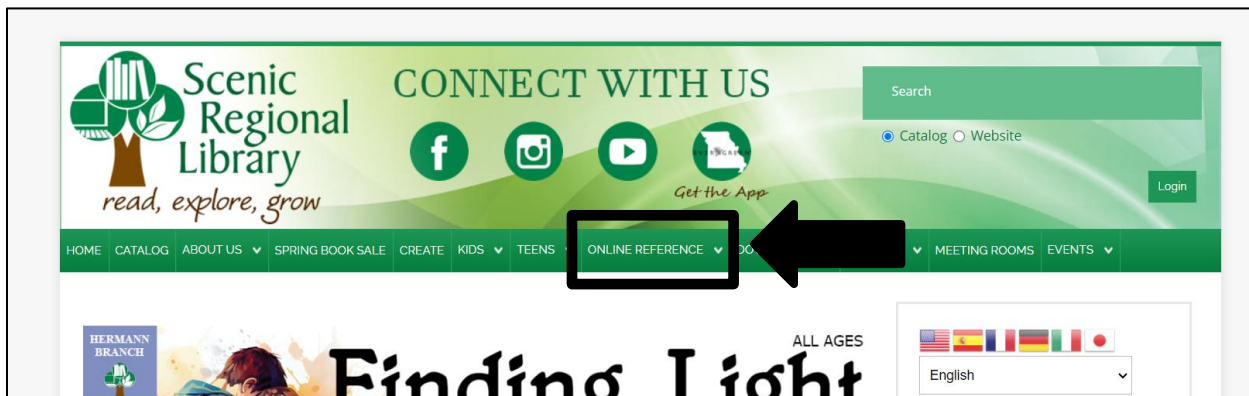 Scenic
Regional
Library
read, explore, grow
CONNECT WITH US
Get the App
Search
Catalog Website
Login
HOME CATALOG ABOUT US SPRING BOOK SALE CREATE KIDS TEENS ONLINE REFERENCE MEETING ROOMS EVENTS
HERMANN
BRANCH
ALL AGES
Finding Light
English